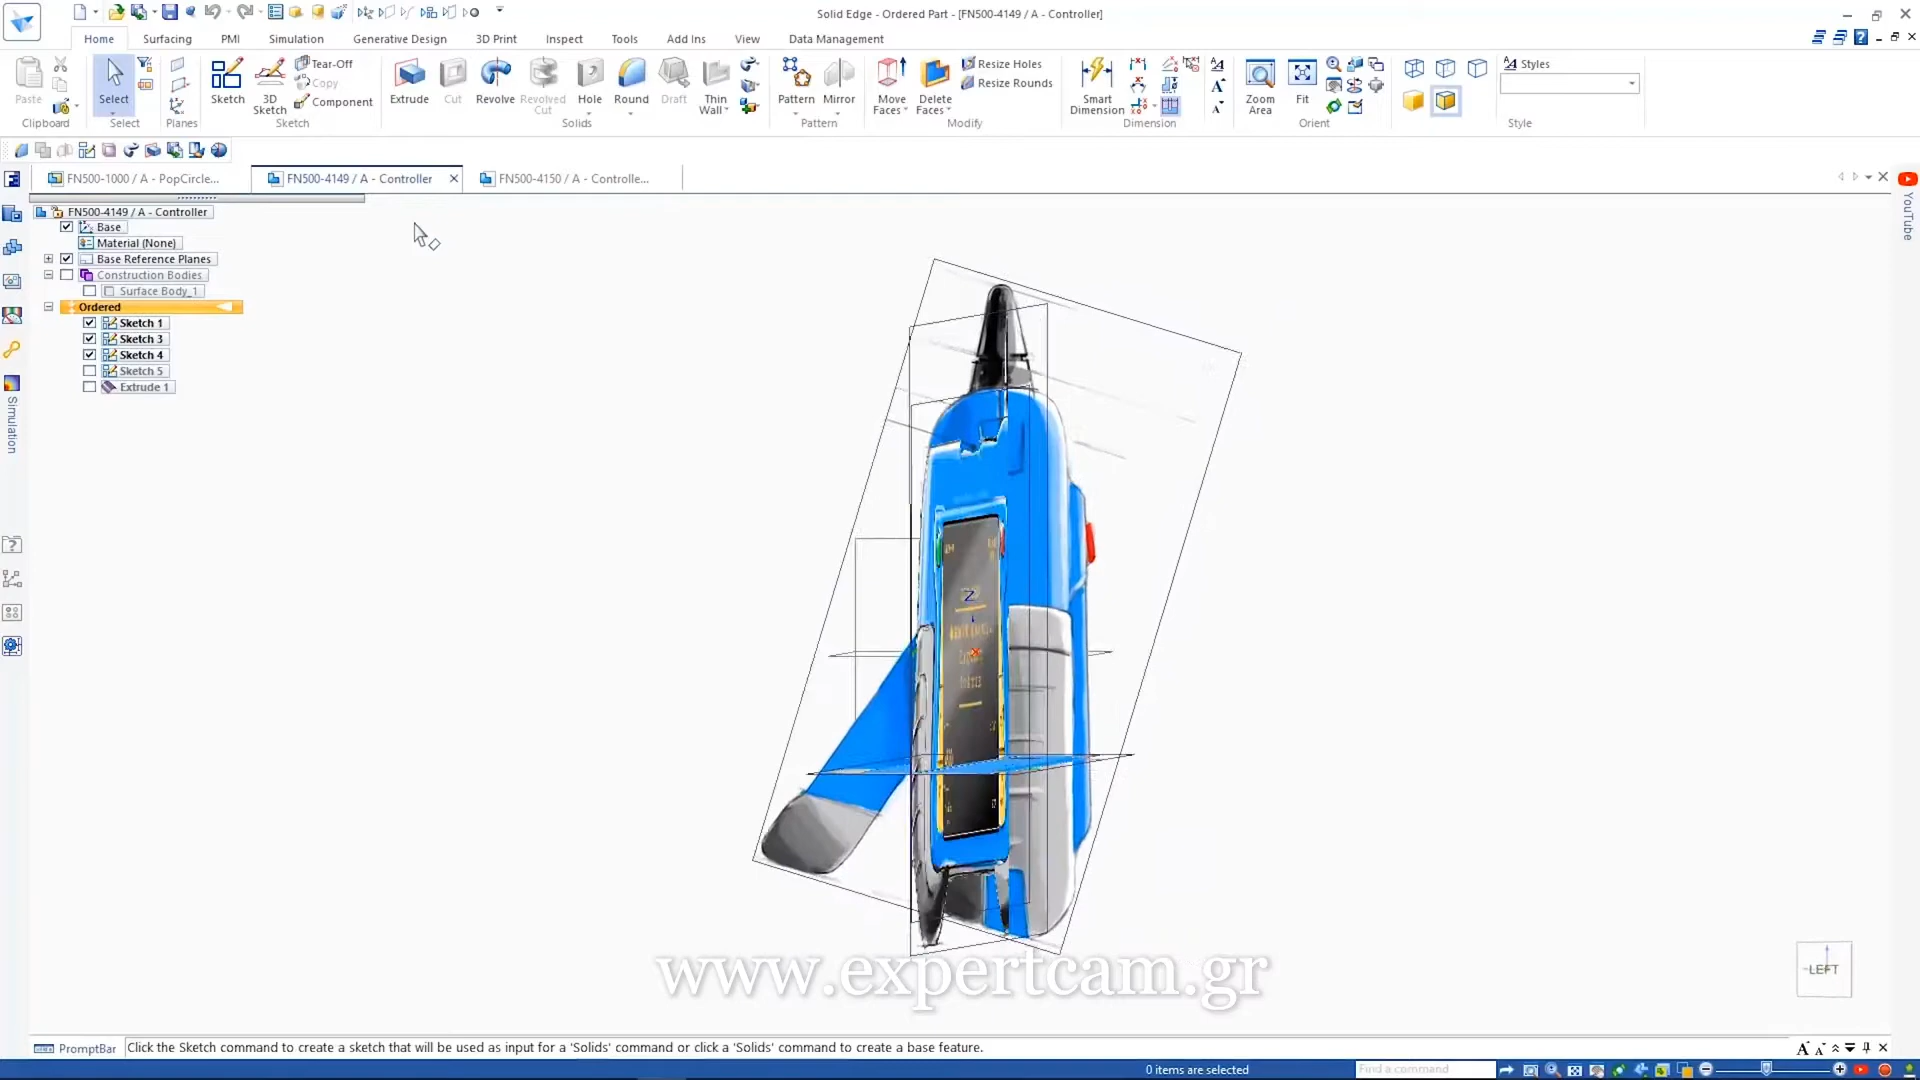 Solid Edge - Ordered Part - [FN500-4149 / A - Controller]
Home Surfacing PMI Simulation Generative Design 3D Print Inspect Tools Add Ins View Data Management
Paste
Clipboard
Select
Select
Planes
Sketch
3D Sketch
Tear-Off
Copy
Component
Sketch
Extrude
Cut
Revolve
Revolved Cut
Hole
Round
Draft
Thin Wall
Solids
Pattern
Mirror
Pattern
Move Faces
Delete Faces
Resize Holes
Resize Rounds
Modify
Smart Dimension
Dimension
Zoom Area
Fit
Orient
Styles
Style
FN500-1000 / A - PopCircle...
FN500-4149 / A - Controller
FN500-4150 / A - Controlle...
YouTube
FN500-4149 / A - Controller
Base
Material (None)
Base Reference Planes
Construction Bodies
Surface Body_1
Ordered
Sketch 1
Sketch 3
Sketch 4
Sketch 5
Extrude 1
Simulation
Z
LEFT
www.expertcam.gr
PromptBar
Click the Sketch command to create a sketch that will be used as input for a 'Solids' command or click a 'Solids' command to create a base feature.
0 items are selected
Find a command